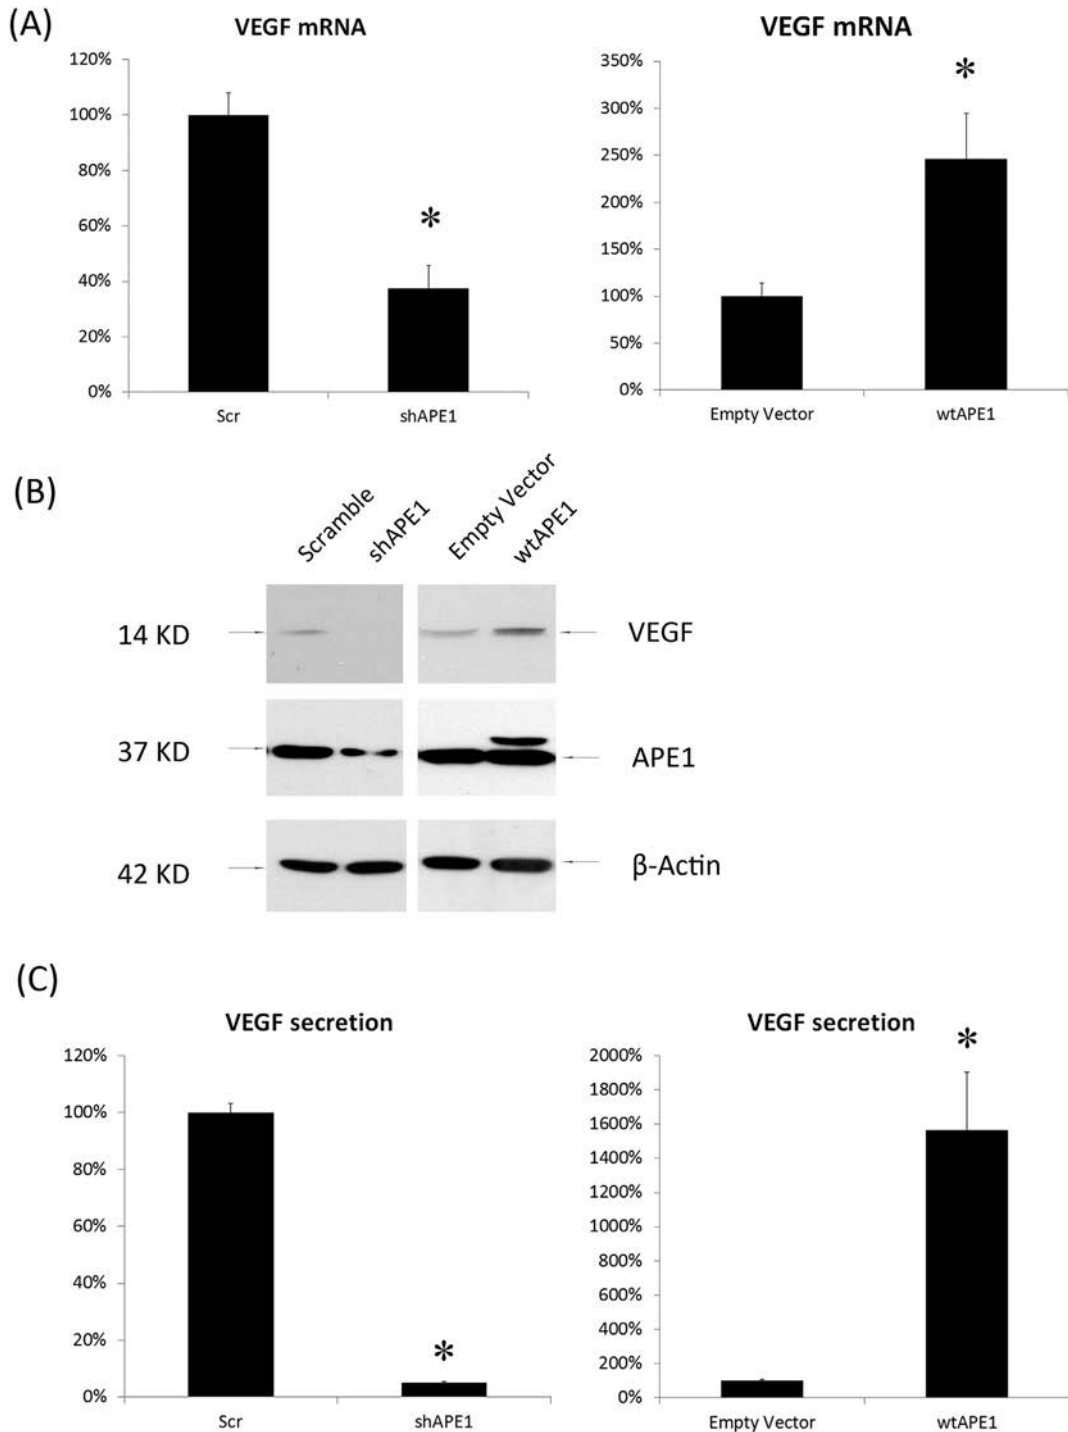 (A)
VEGF mRNA
120%
100%
80%
60%
40%
20%
0%
*
Scr
shAPE1
VEGF mRNA
350%
300%
250%
200%
150%
100%
50%
0%
*
Empty Vector
wtAPE1
(B)
Scramble
shAPE1
Empty Vector
wtAPE1
14 KD
VEGF
37 KD
APE1
42 KD
β-Actin
(C)
VEGF secretion
120%
100%
80%
60%
40%
20%
0%
*
Scr
shAPE1
VEGF secretion
2000%
1800%
1600%
1400%
1200%
1000%
800%
600%
400%
200%
0%
*
Empty Vector
wtAPE1